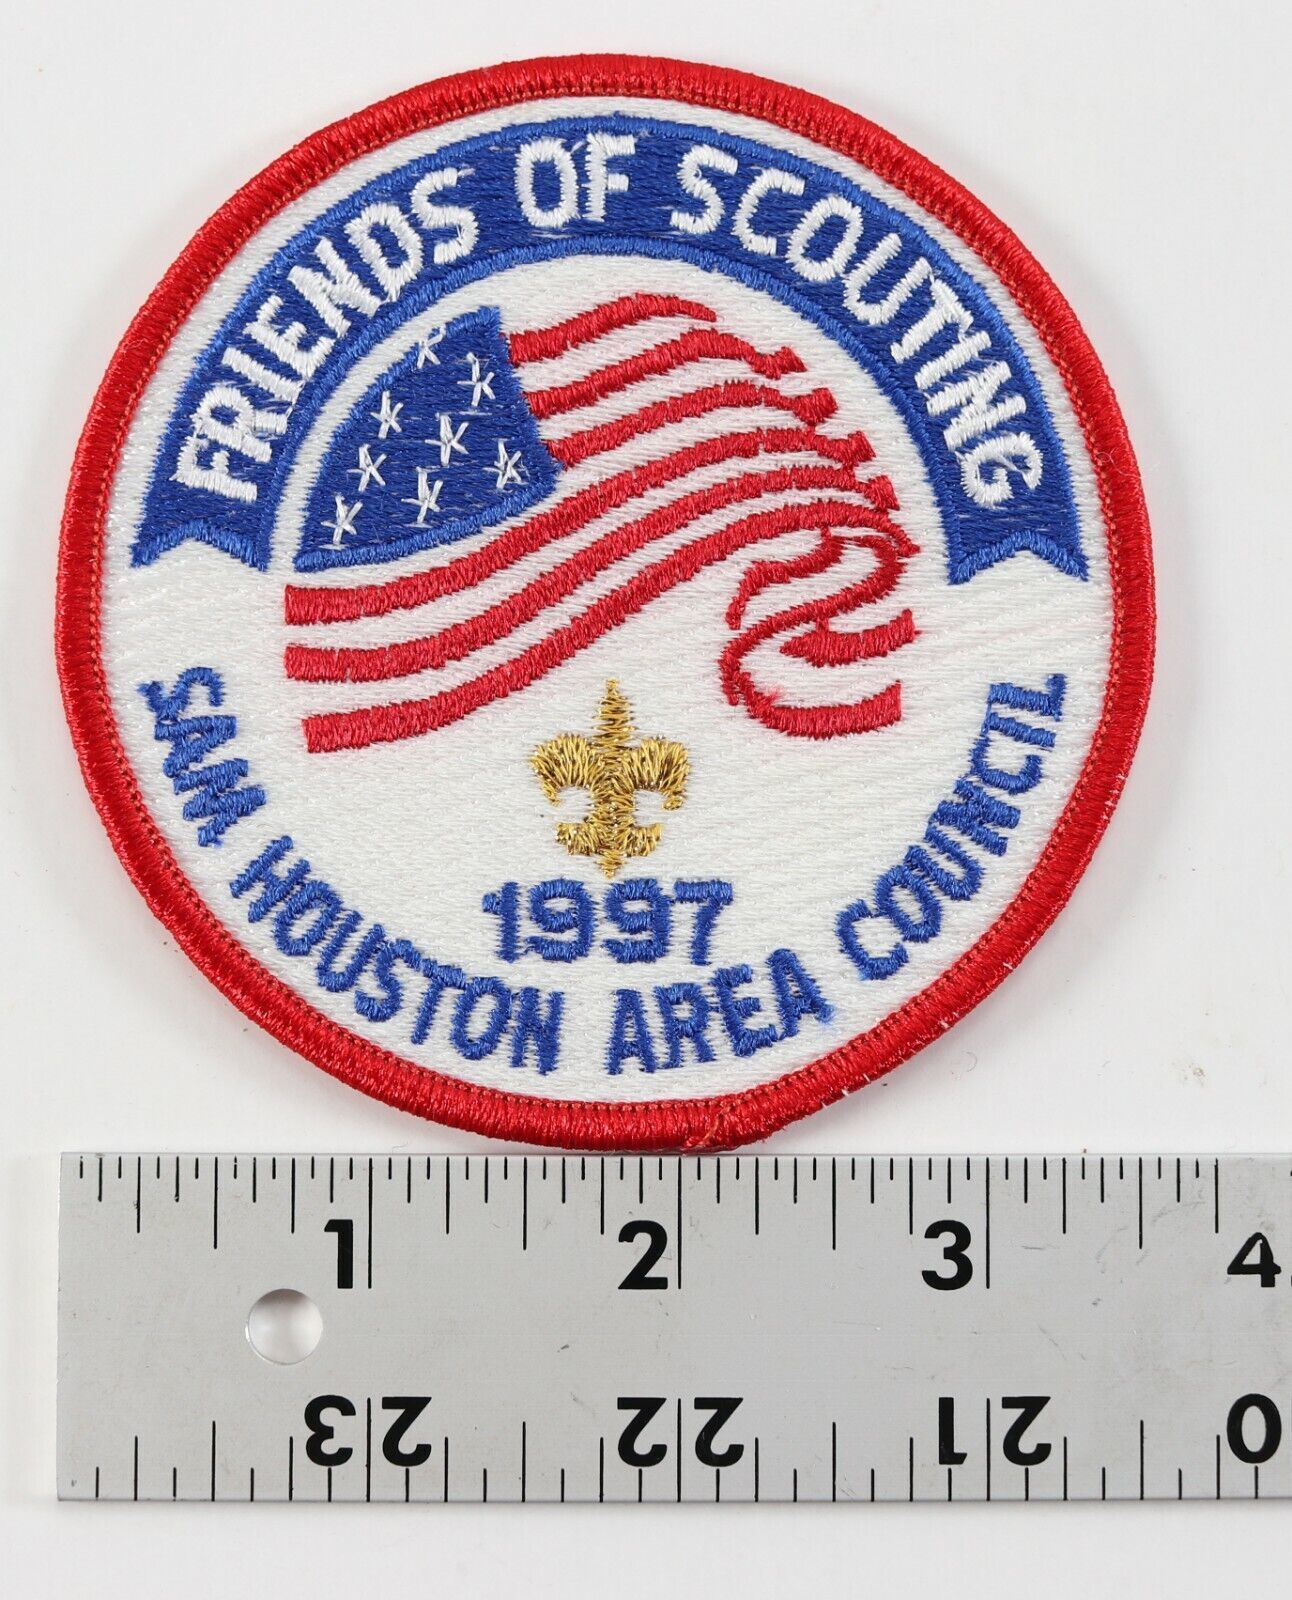 FRIENDS OF SCOUTING
1997
SAM HOUSTON AREA COUNCIL
1 2 3 4
23 22 21 0